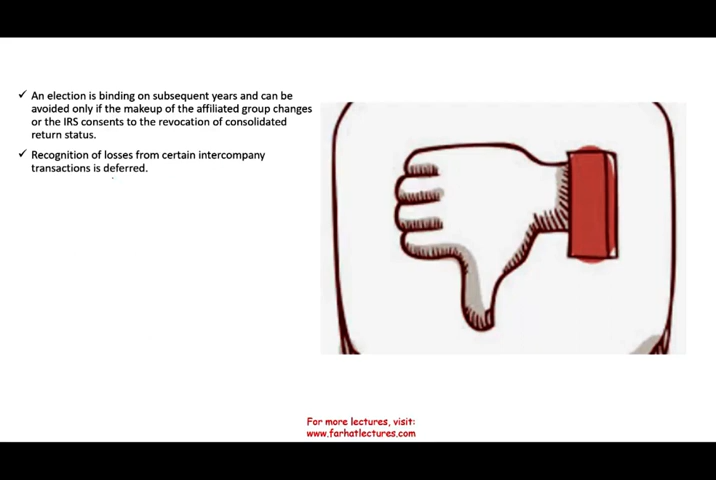 ✓ An election is binding on subsequent years and can be
avoided only if the makeup of the affiliated group changes
or the IRS consents to the revocation of consolidated
return status.
✓ Recognition of losses from certain intercompany
transactions is deferred.
For more lectures, visit:
www.farhatlectures.com